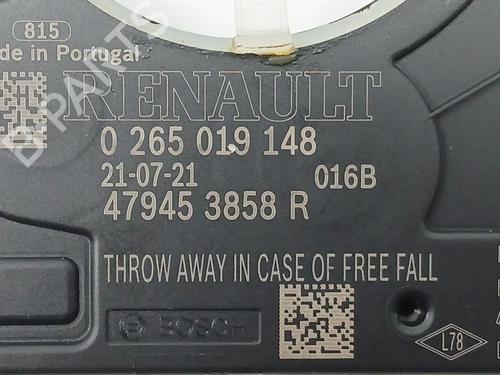 815
de in Portugal
RENAULT
0 265 019 148
21-07-21 016B
47945 3858 R
THROW AWAY IN CASE OF FREE FALL
BOSCH
L78
B PARTS